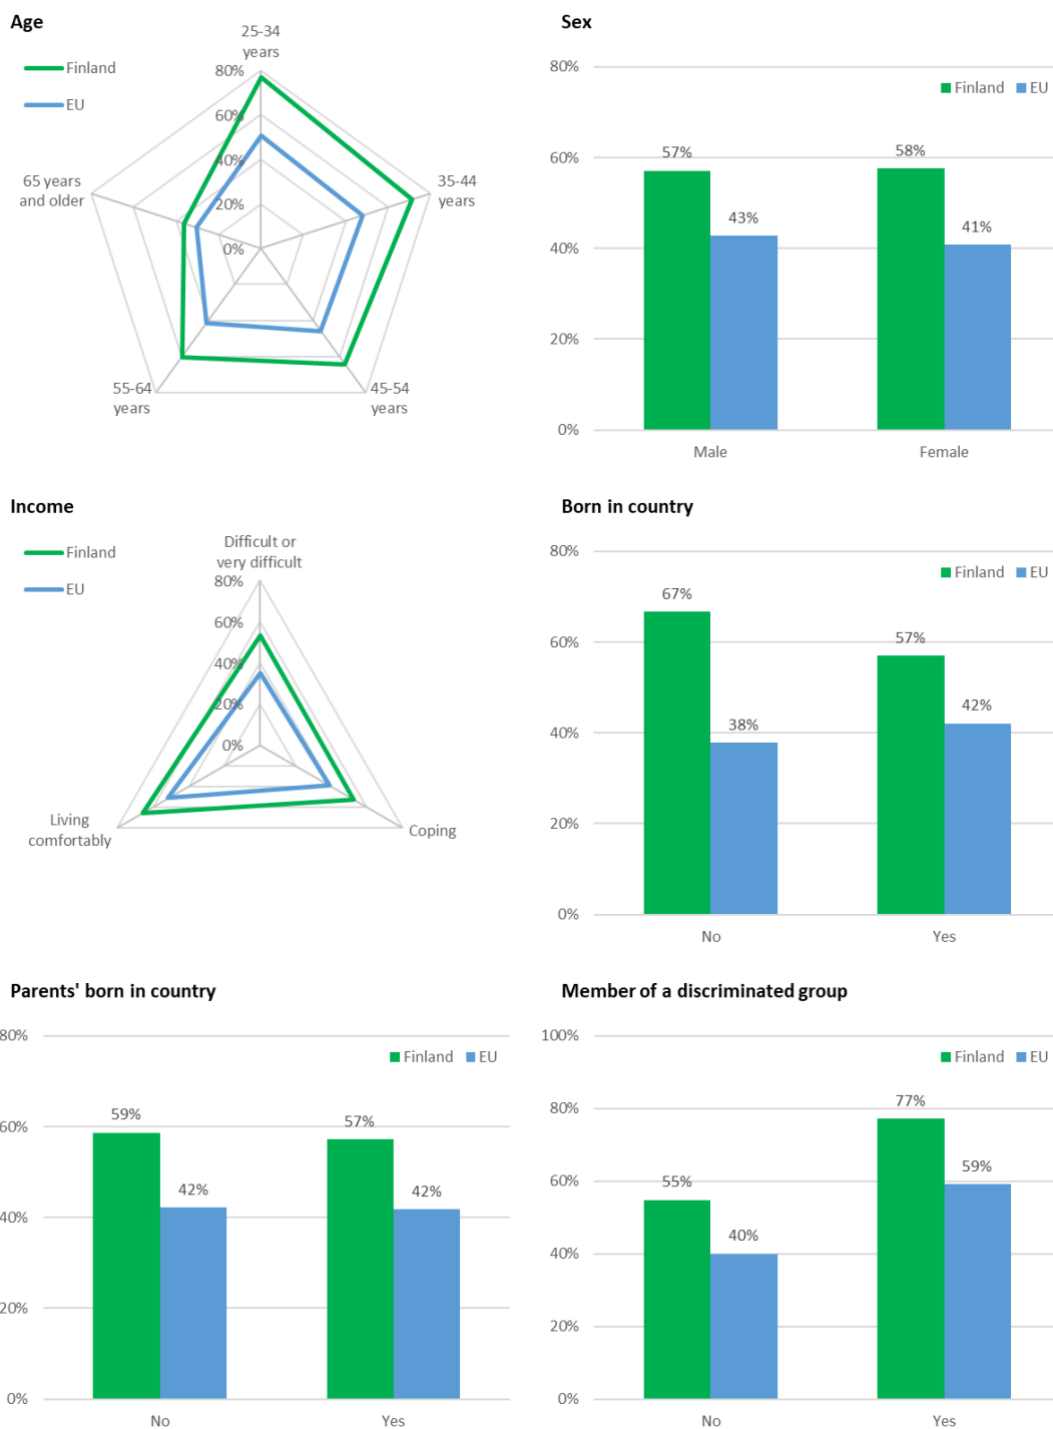 Age
Finland
EU
25-34
years
80%
60%
40%
20%
0%
35-44
years
45-54
years
55-64
years
65 years
and older
Sex
Finland EU
80%
60%
40%
20%
0%
57%
43%
58%
41%
Male Female
Income
Finland
EU
Difficult or
very difficult
80%
60%
40%
20%
0%
Coping
Living
comfortably
Born in country
Finland EU
80%
60%
40%
20%
0%
67%
38%
57%
42%
No Yes
Parents' born in country
Finland EU
80%
60%
40%
20%
0%
59%
42%
57%
42%
No Yes
Member of a discriminated group
Finland EU
100%
80%
60%
40%
20%
0%
55%
40%
77%
59%
No Yes